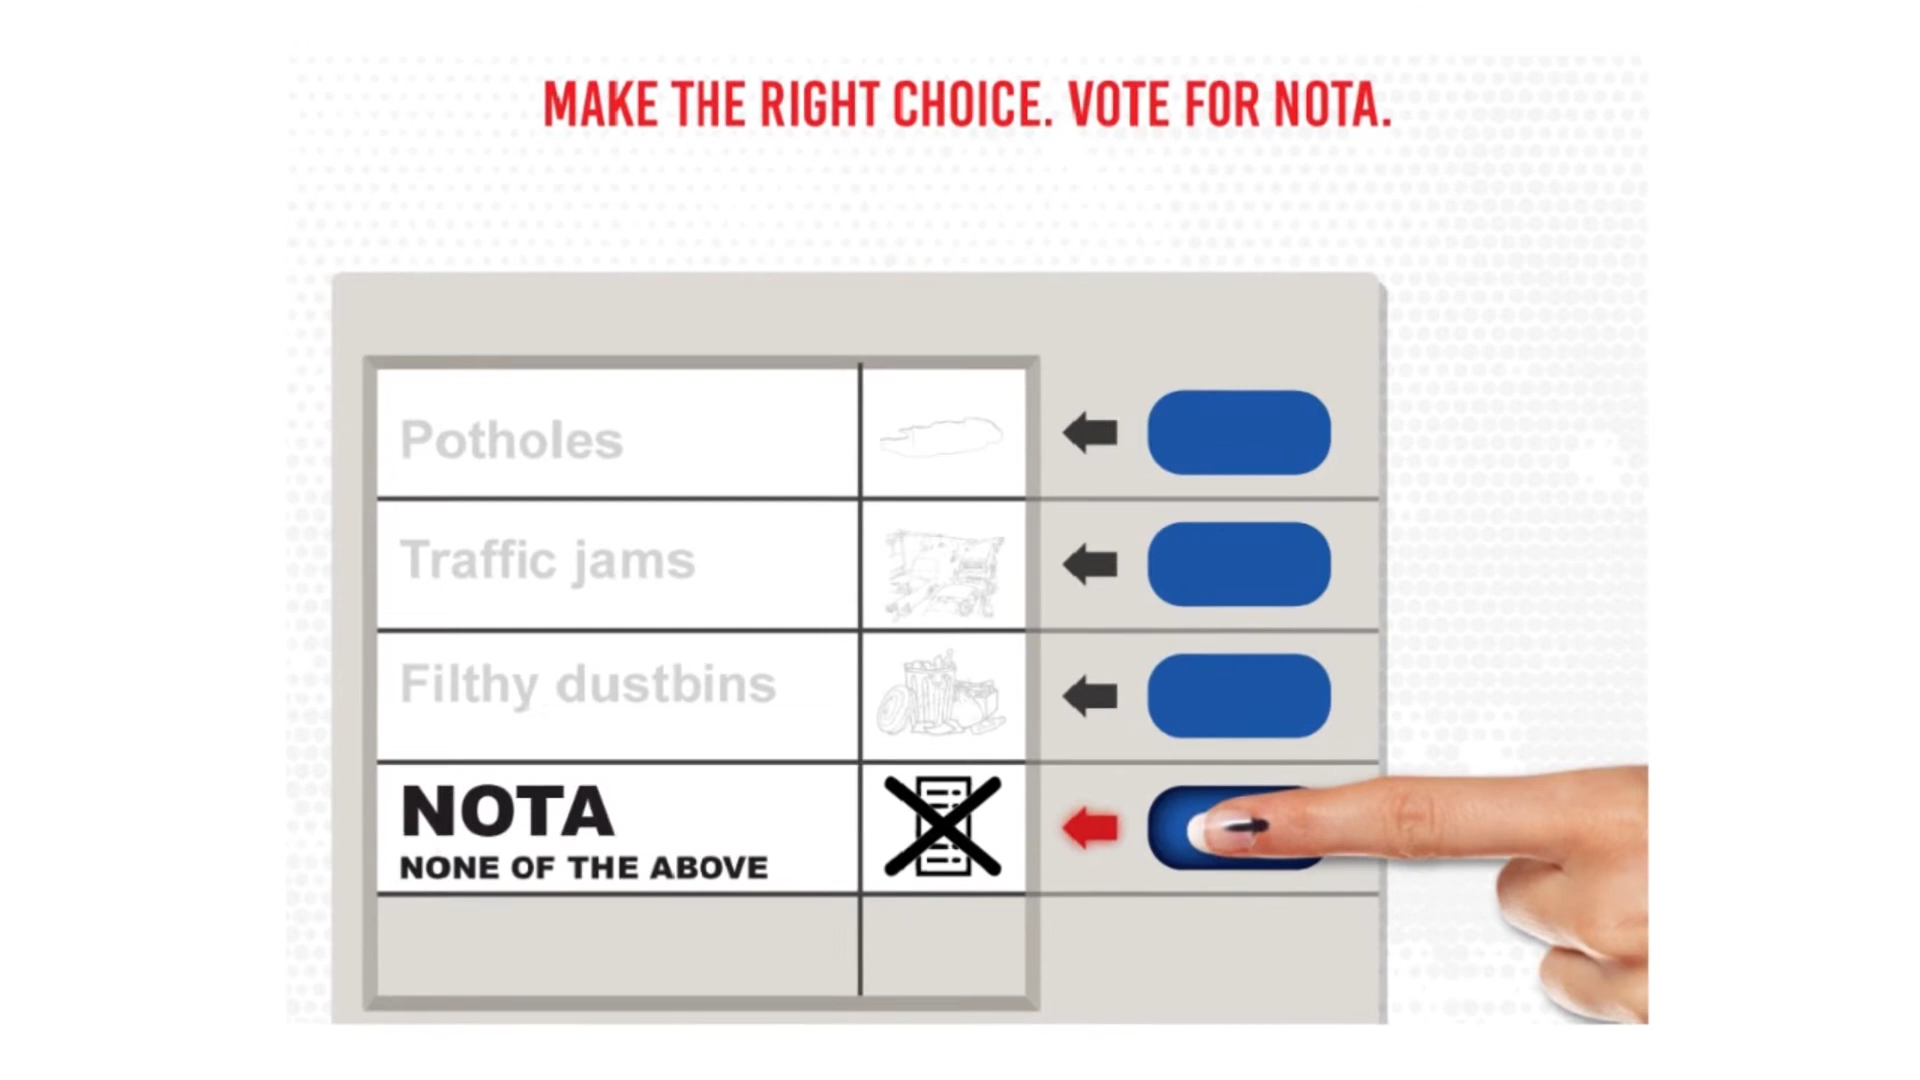 MAKE THE RIGHT CHOICE. VOTE FOR NOTA.
Potholes
Traffic jams
Filthy dustbins
NOTA
NONE OF THE ABOVE